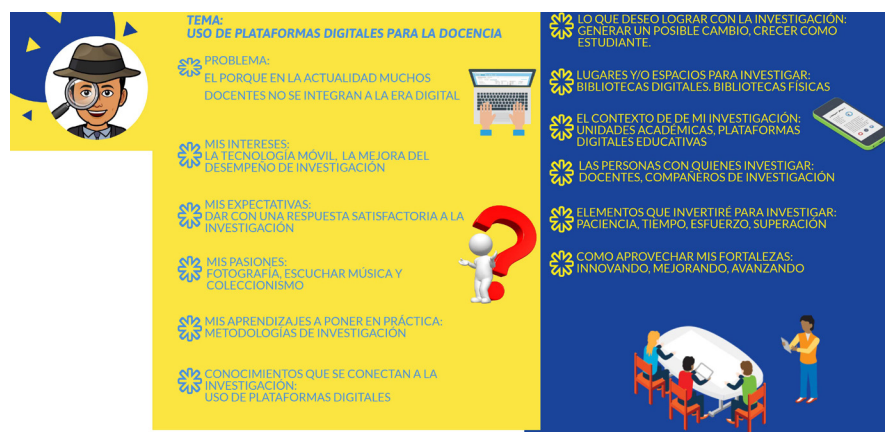 TEMA:
USO DE PLATAFORMAS DIGITALES PARA LA DOCENCIA
PROBLEMA:
EL PORQUE EN LA ACTUALIDAD MUCHOS
DOCENTES NO SE INTEGRAN A LA ERA DIGITAL
MIS INTERESES:
LA TECNOLOGÍA MÓVIL, LA MEJORA DEL
DESEMPEÑO DE INVESTIGACIÓN
MIS EXPECTATIVAS:
DAR CON UNA RESPUESTA SATISFACTORIA A LA
INVESTIGACIÓN
MIS PASIONES:
FOTOGRAFÍA, ESCUCHAR MÚSICA Y
COLECCIONISMO
MIS APRENDIZAJES A PONER EN PRÁCTICA:
METODOLOGÍAS DE INVESTIGACIÓN
CONOCIMIENTOS QUE SE CONECTAN A LA
INVESTIGACIÓN:
USO DE PLATAFORMAS DIGITALES
LO QUE DESEO LOGRAR CON LA INVESTIGACIÓN:
GENERAR UN POSIBLE CAMBIO, CRECER COMO
ESTUDIANTE.
LUGARES Y/O ESPACIOS PARA INVESTIGAR:
BIBLIOTECAS DIGITALES. BIBLIOTECAS FÍSICAS
EL CONTEXTO DE DE MI INVESTIGACIÓN:
UNIDADES ACADÉMICAS, PLATAFORMAS
DIGITALES EDUCATIVAS
LAS PERSONAS CON QUIENES INVESTIGAR:
DOCENTES, COMPAÑEROS DE INVESTIGACIÓN
ELEMENTOS QUE INVERTIRÉ PARA INVESTIGAR:
PACIENCIA, TIEMPO, ESFUERZO, SUPERACIÓN
COMO APROVECHAR MIS FORTALEZAS:
INNOVANDO, MEJORANDO, AVANZANDO